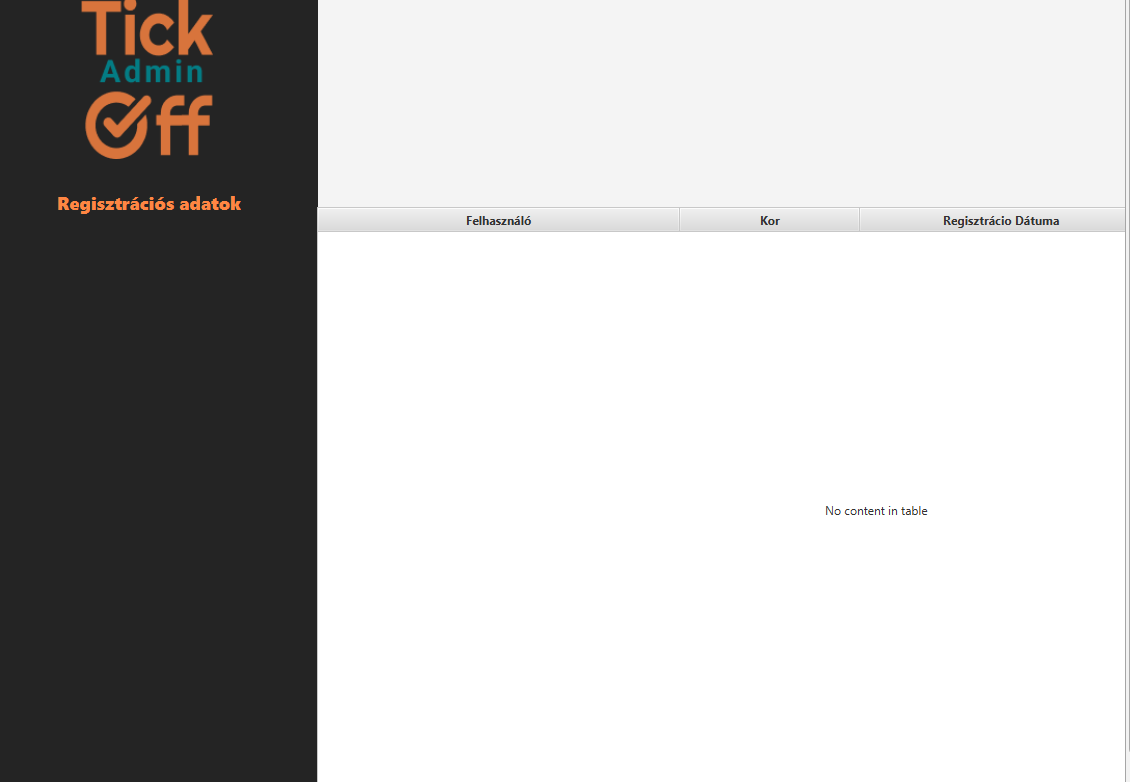 Tick
Admin
Off
Regisztrációs adatok
Felhasználó Kor Regisztrácio Dátuma
No content in table